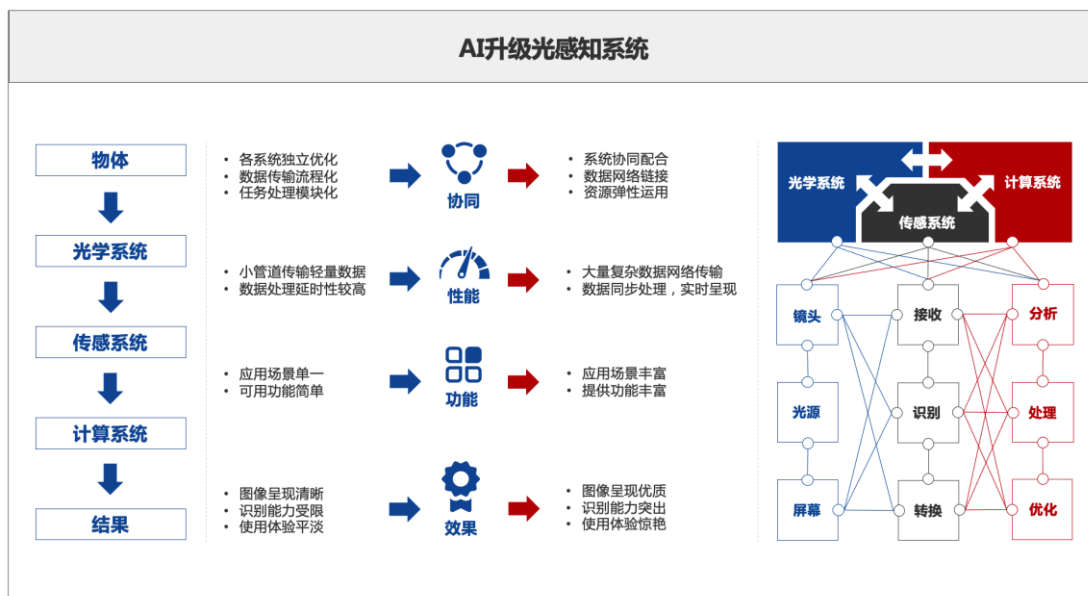 AI升级光感知系统
物体
光学系统
传感系统
计算系统
结果
• 各系统独立优化
• 数据传输流程化
• 任务处理模块化
协同
• 系统协同配合
• 数据网络链接
• 资源弹性运用
• 小管道传输轻量数据
• 数据处理延时性较高
性能
• 大量复杂数据网络传输
• 数据同步处理，实时呈现
• 应用场景单一
• 可用功能简单
功能
• 应用场景丰富
• 提供功能丰富
• 图像呈现清晰
• 识别能力受限
• 使用体验平淡
效果
• 图像呈现优质
• 识别能力突出
• 使用体验惊艳
光学系统
计算系统
传感系统
镜头
接收
分析
光源
识别
处理
屏幕
转换
优化